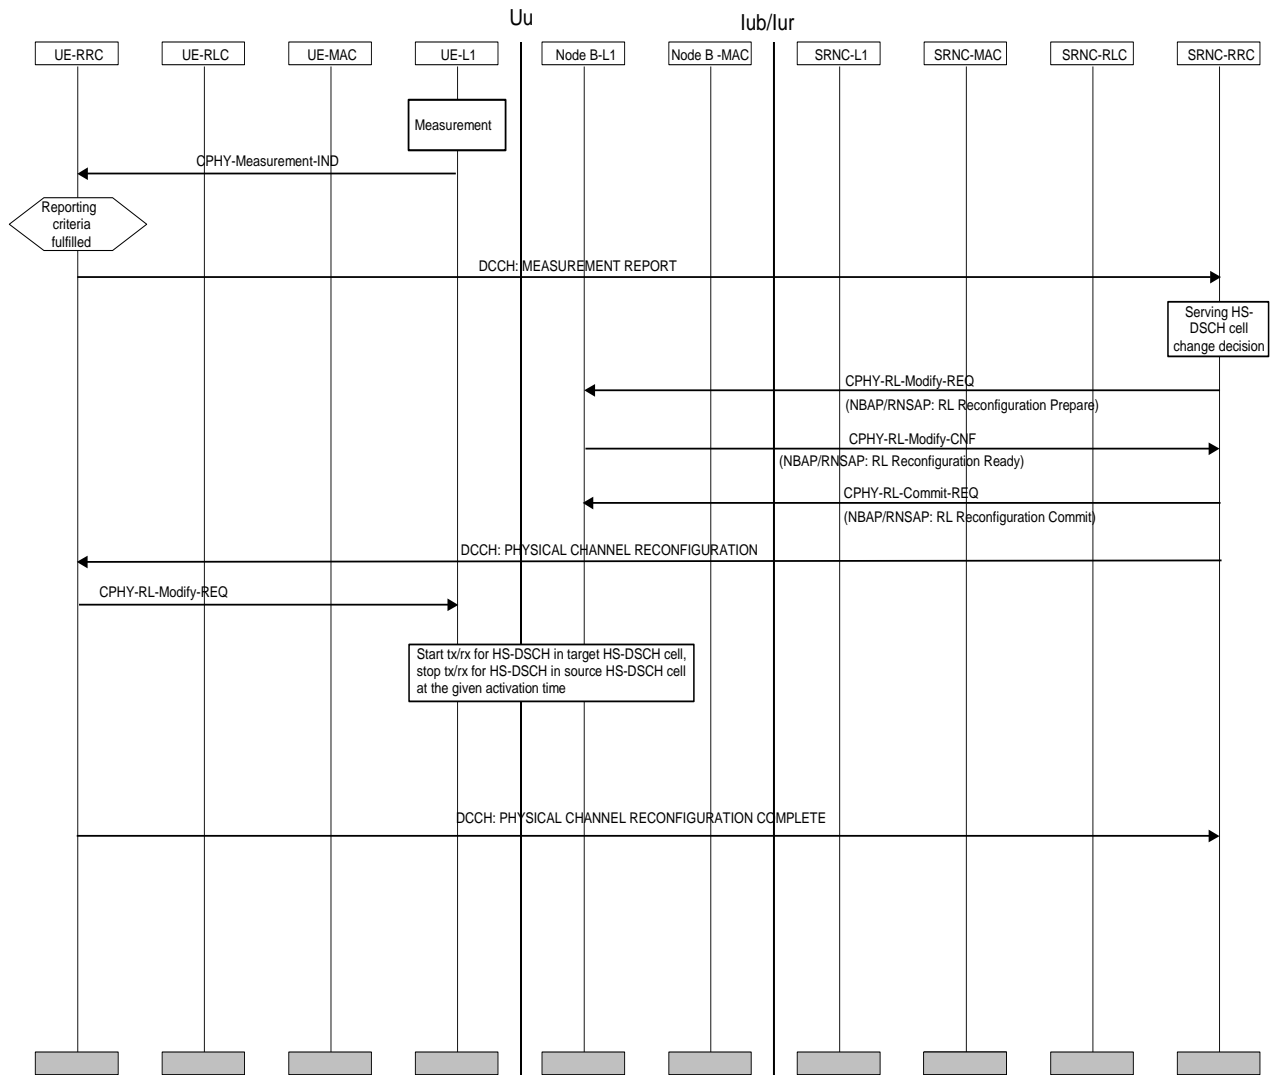 Uu
Iub/Iur
UE-RRC
UE-RLC
UE-MAC
UE-L1
Node B-L1
Node B -MAC
SRNC-L1
SRNC-MAC
SRNC-RLC
SRNC-RRC
Measurement
CPHY-Measurement-IND
Reporting
criteria
fulfilled
DCCH: MEASUREMENT REPORT
Serving HS-
DSCH cell
change decision
CPHY-RL-Modify-REQ
(NBAP/RNSAP: RL Reconfiguration Prepare)
CPHY-RL-Modify-CNF
(NBAP/RNSAP: RL Reconfiguration Ready)
CPHY-RL-Commit-REQ
(NBAP/RNSAP: RL Reconfiguration Commit)
DCCH: PHYSICAL CHANNEL RECONFIGURATION
CPHY-RL-Modify-REQ
Start tx/rx for HS-DSCH in target HS-DSCH cell,
stop tx/rx for HS-DSCH in source HS-DSCH cell
at the given activation time
DCCH: PHYSICAL CHANNEL RECONFIGURATION COMPLETE